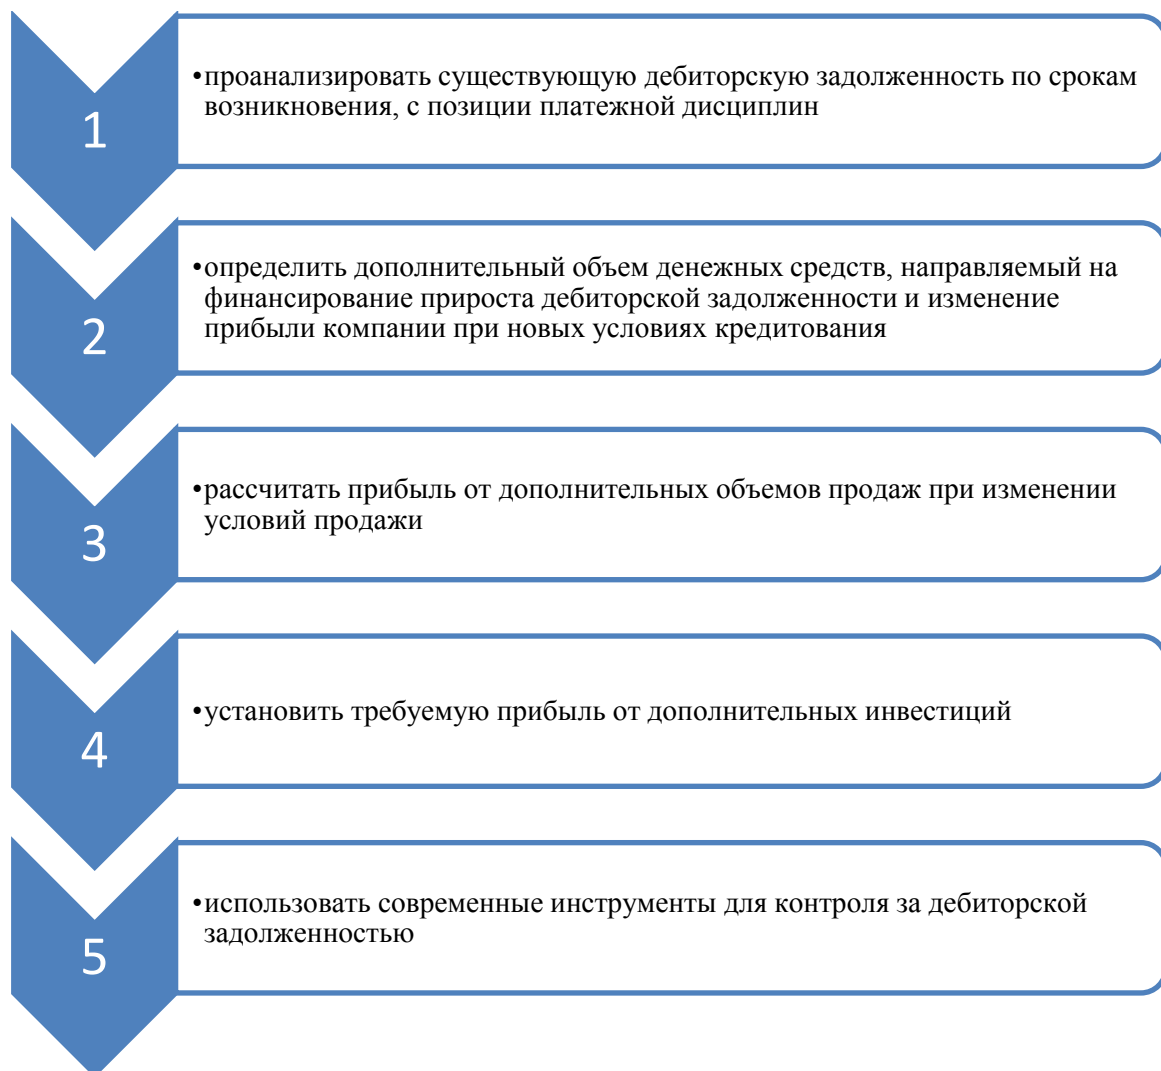 1
•проанализировать существующую дебиторскую задолженность по срокам
возникновения, с позиции платежной дисциплин
2
•определить дополнительный объем денежных средств, направляемый на
финансирование прироста дебиторской задолженности и изменение
прибыли компании при новых условиях кредитования
3
•рассчитать прибыль от дополнительных объемов продаж при изменении
условий продажи
4
•установить требуемую прибыль от дополнительных инвестиций
5
•использовать современные инструменты для контроля за дебиторской
задолженностью